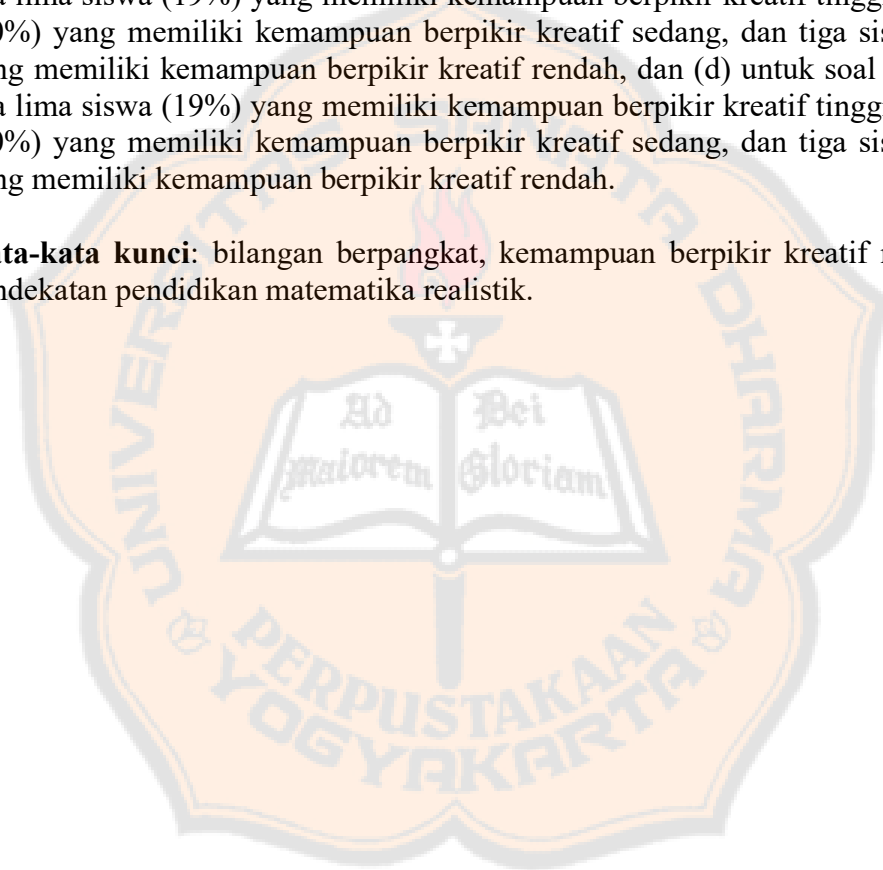 a lima siswa (19%) yang memiliki kemampuan berpikir kreatif tingg
0%) yang memiliki kemampuan berpikir kreatif sedang, dan tiga sis
ng memiliki kemampuan berpikir kreatif rendah, dan (d) untuk soal
a lima siswa (19%) yang memiliki kemampuan berpikir kreatif tingg
0%) yang memiliki kemampuan berpikir kreatif sedang, dan tiga sis
ng memiliki kemampuan berpikir kreatif rendah.
ata-kata kunci: bilangan berpangkat, kemampuan berpikir kreatif
ndekatan pendidikan matematika realistik.
UNIVERSITAS SANATA DHARMA
Ad Dei
Maiorem Gloriam
PERPUSTAKAAN
YOGYAKARTA